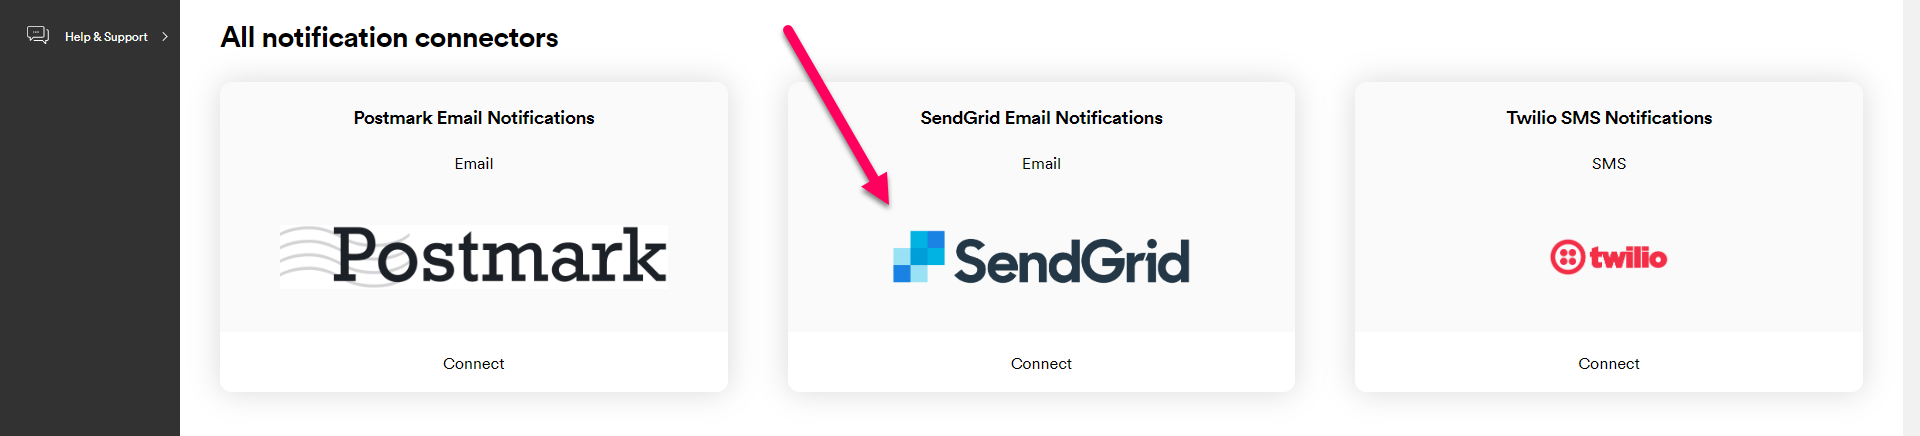 Help & Support
All notification connectors
Postmark Email Notifications
Email
Postmark
Connect
SendGrid Email Notifications
Email
SendGrid
Connect
Twilio SMS Notifications
SMS
twilio
Connect